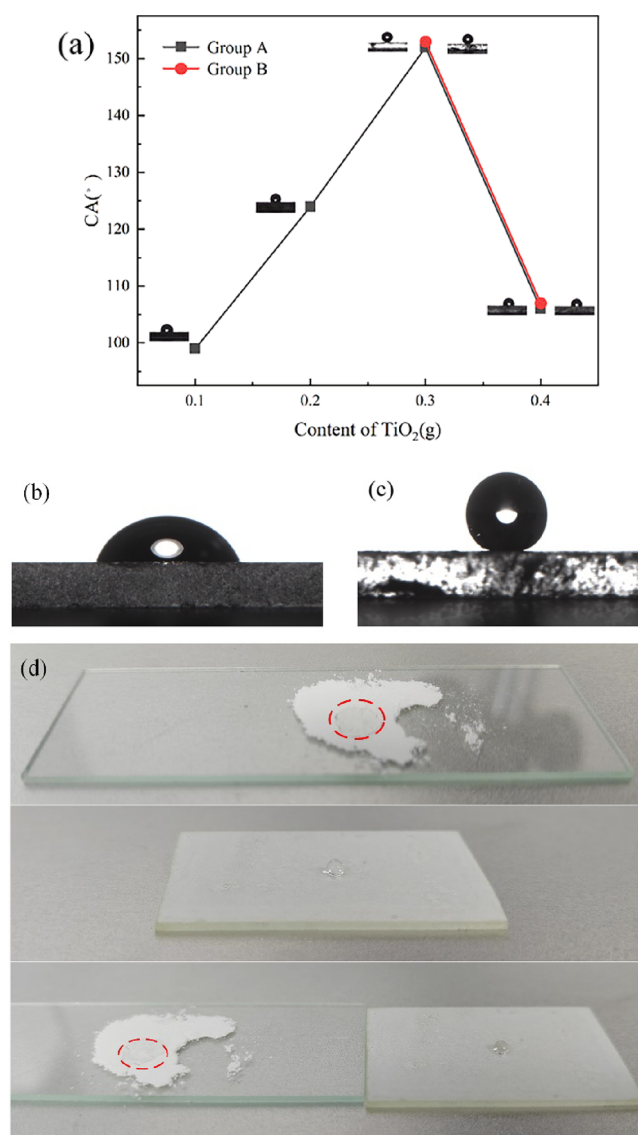 (a)
Group A
Group B
CA(°)
150
140
130
120
110
100
0.1
0.2
0.3
0.4
Content of TiO₂(g)
(b)
(c)
(d)